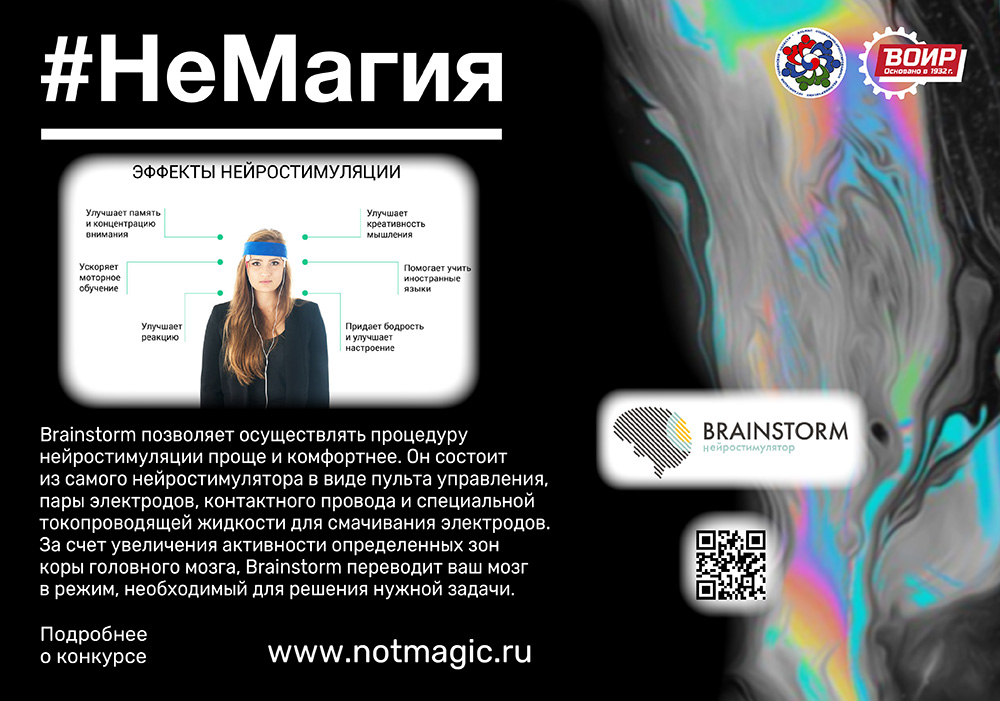 #НеМагия
ВОИР
Основано в 1932 г.
ЭФФЕКТЫ НЕЙРОСТИМУЛЯЦИИ
Улучшает память
и концентрацию
внимания
Улучшает
креативность
мышления
Ускоряет
моторное
обучение
Помогает учить
иностранные
языки
Улучшает
реакцию
Придает бодрость
и улучшает
настроение
Brainstorm позволяет осуществлять процедуру
нейростимуляции проще и комфортнее. Он состоит
из самого нейростимулятора в виде пульта управления,
пары электродов, контактного провода и специальной
токопроводящей жидкости для смачивания электродов.
За счет увеличения активности определенных зон
коры головного мозга, Brainstorm переводит ваш мозг
в режим, необходимый для решения нужной задачи.
BRAINSTORM
нейростимулятор
Подробнее
о конкурсе
www.notmagic.ru